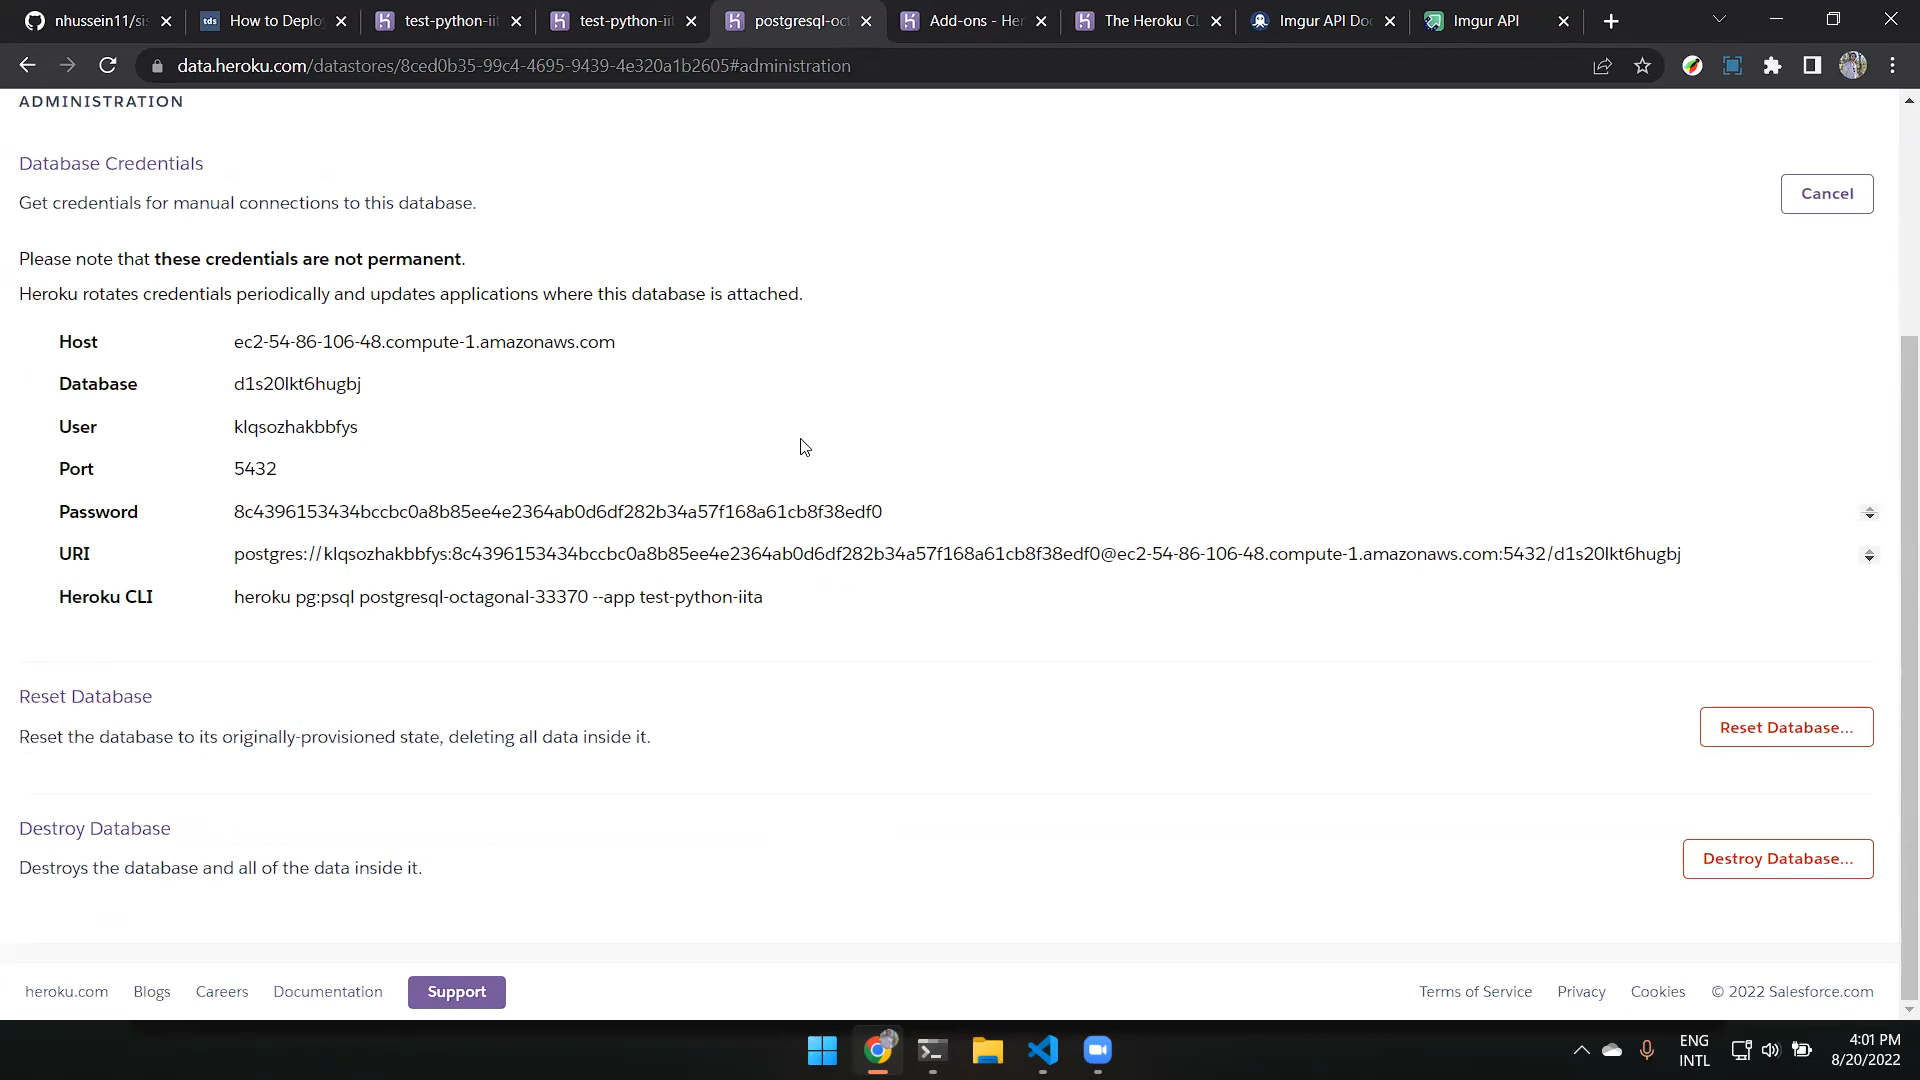 nhussein11/sis
How to Deplo
test-python-iit
test-python-iit
postgresql-oct
Add-ons - Her
The Heroku CL
Imgur API Doc
Imgur API
data.heroku.com/datastores/8ced0b35-99c4-4695-9439-4e320a1b2605#administration
ADMINISTRATION
Database Credentials
Get credentials for manual connections to this database.
Cancel
Please note that these credentials are not permanent.
Heroku rotates credentials periodically and updates applications where this database is attached.
Host ec2-54-86-106-48.compute-1.amazonaws.com
Database d1s20lkt6hugbj
User klqsozhakbbfys
Port 5432
Password 8c4396153434bccbc0a8b85ee4e2364ab0d6df282b34a57f168a61cb8f38edf0
URI postgres://klqsozhakbbfys:8c4396153434bccbc0a8b85ee4e2364ab0d6df282b34a57f168a61cb8f38edf0@ec2-54-86-106-48.compute-1.amazonaws.com:5432/d1s20lkt6hugbj
Heroku CLI heroku pg:psql postgresql-octagonal-33370 --app test-python-iita
Reset Database
Reset the database to its originally-provisioned state, deleting all data inside it.
Reset Database...
Destroy Database
Destroys the database and all of the data inside it.
Destroy Database...
heroku.com Blogs Careers Documentation Support Terms of Service Privacy Cookies © 2022 Salesforce.com
ENG
INTL
4:01 PM
8/20/2022